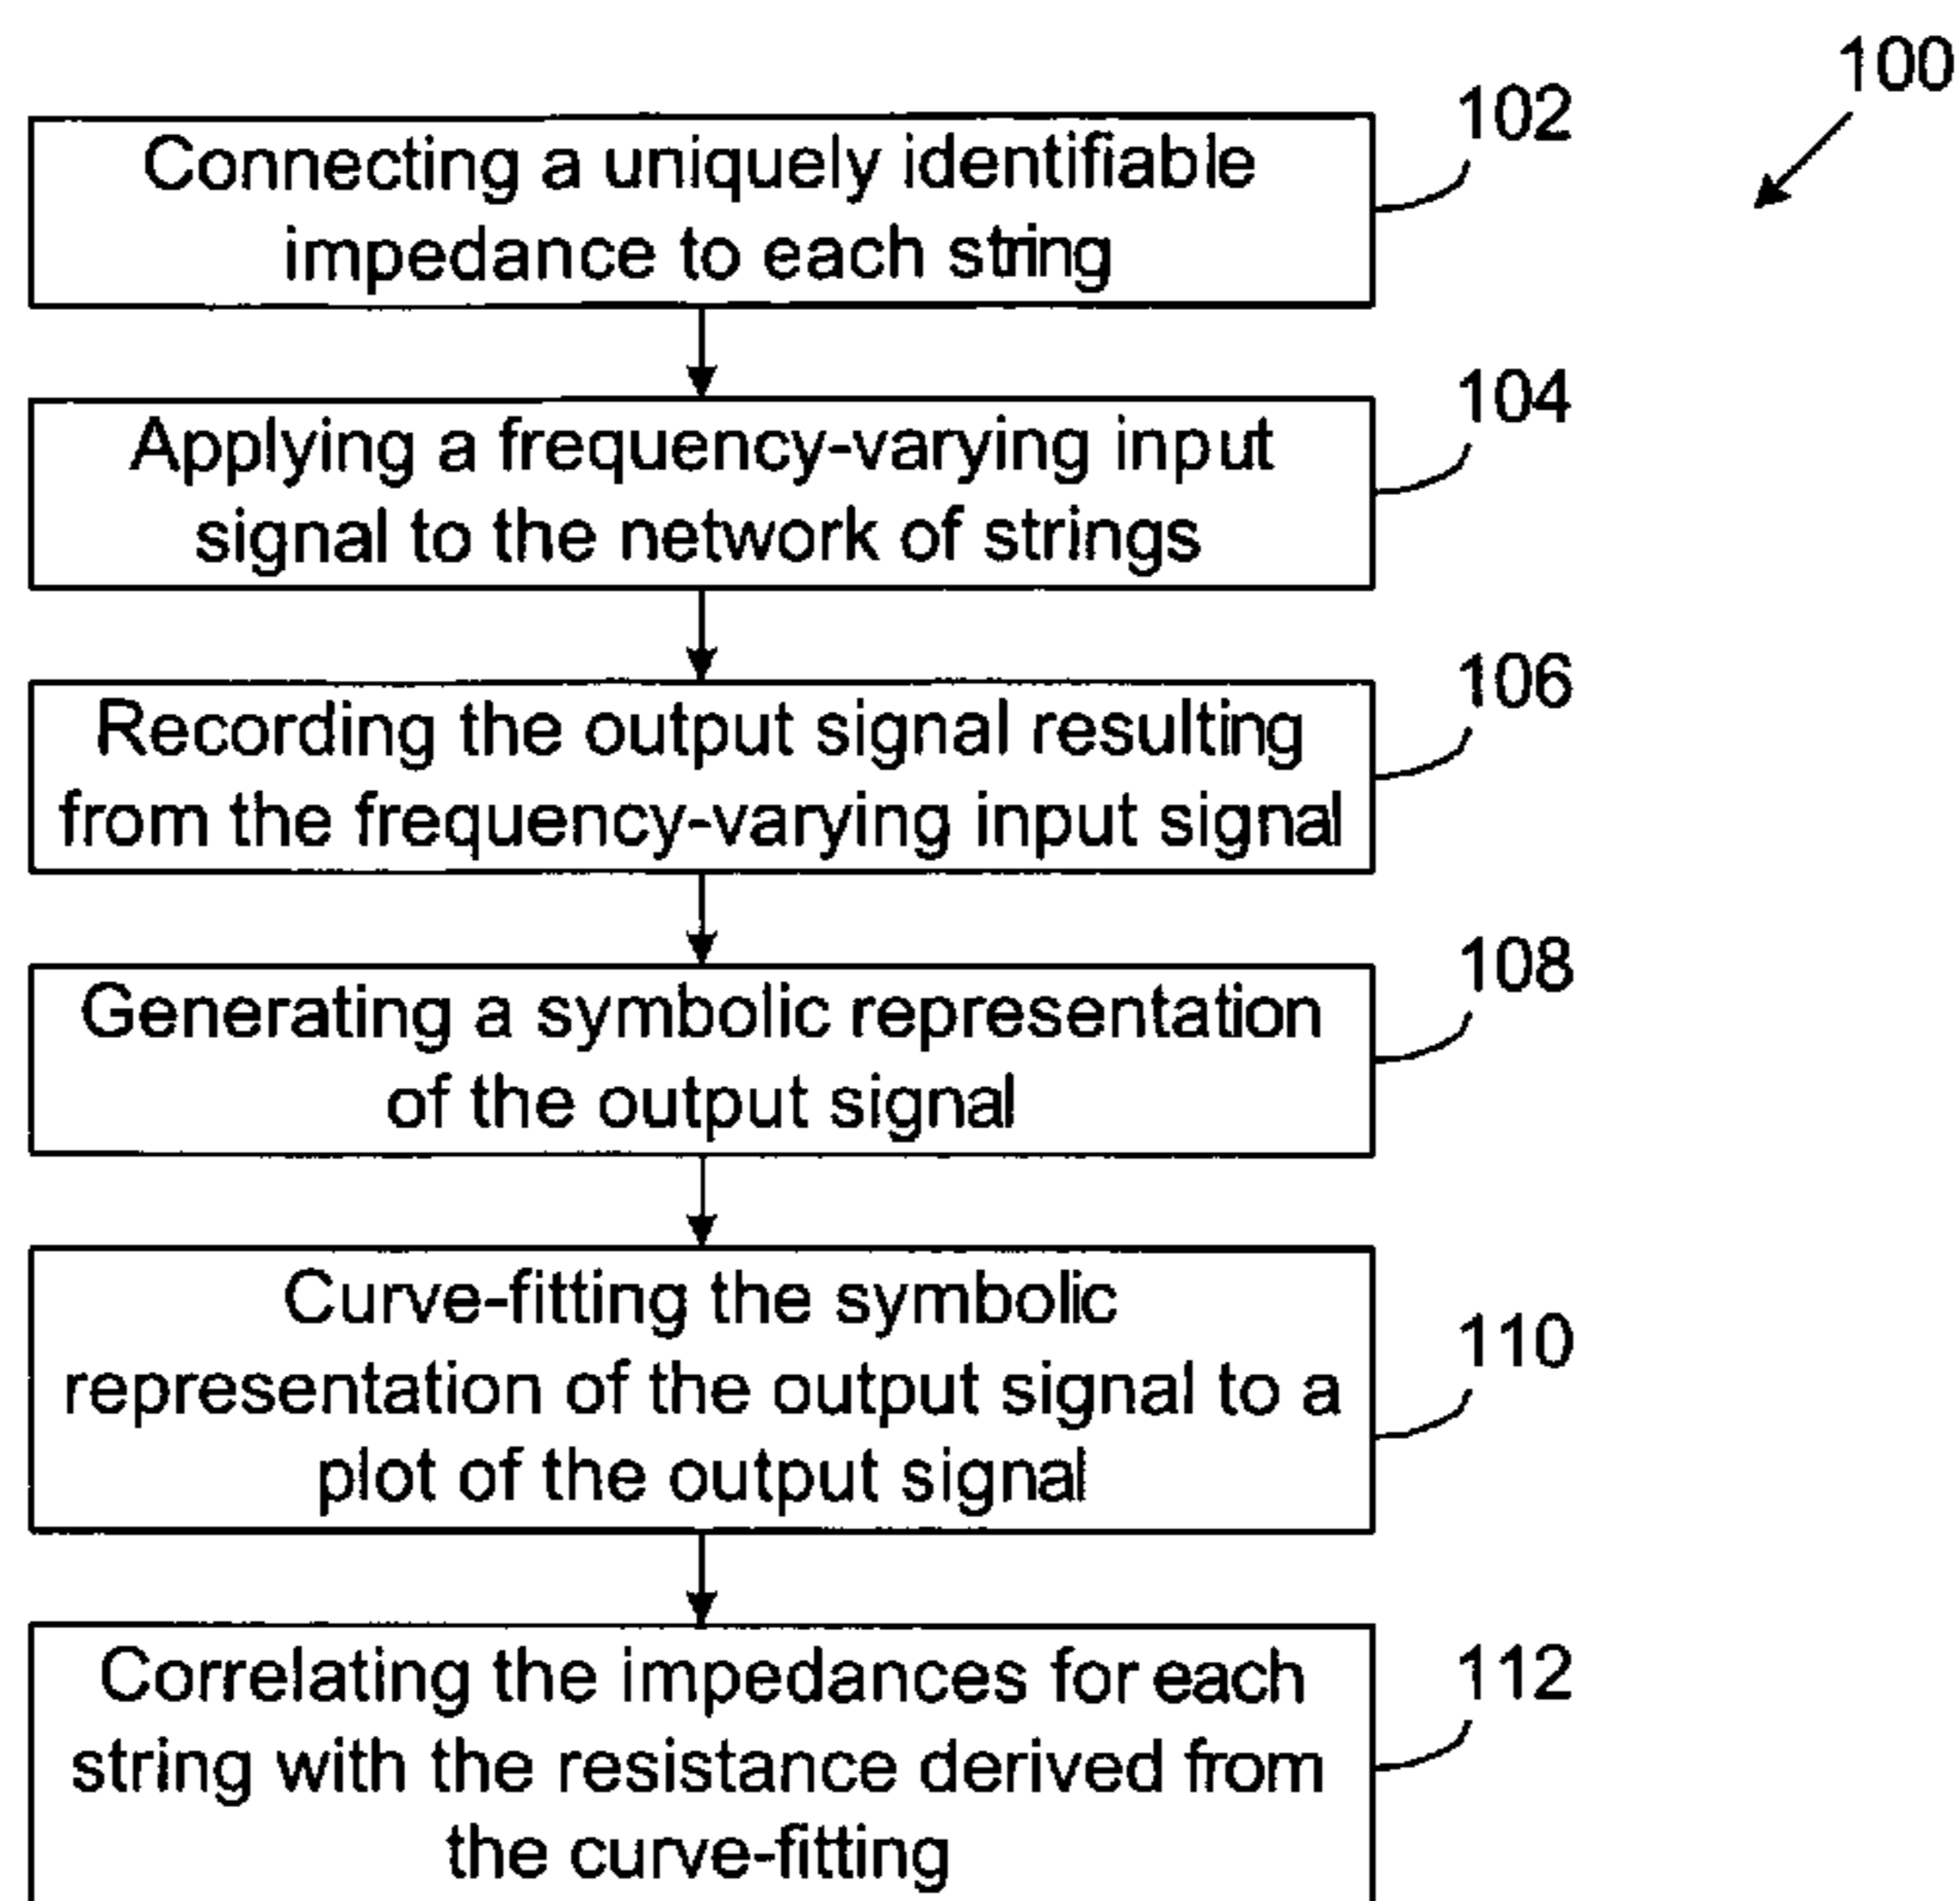 100
102
Connecting a uniquely identifiable
impedance to each string
104
Applying a frequency-varying input
signal to the network of strings
106
Recording the output signal resulting
from the frequency-varying input signal
108
Generating a symbolic representation
of the output signal
Curve-fitting the symbolic
110
representation of the output signal to a
plot of the output signal
112
Correlating the impedances for each
string with the resistance derived from
the curve-fitting